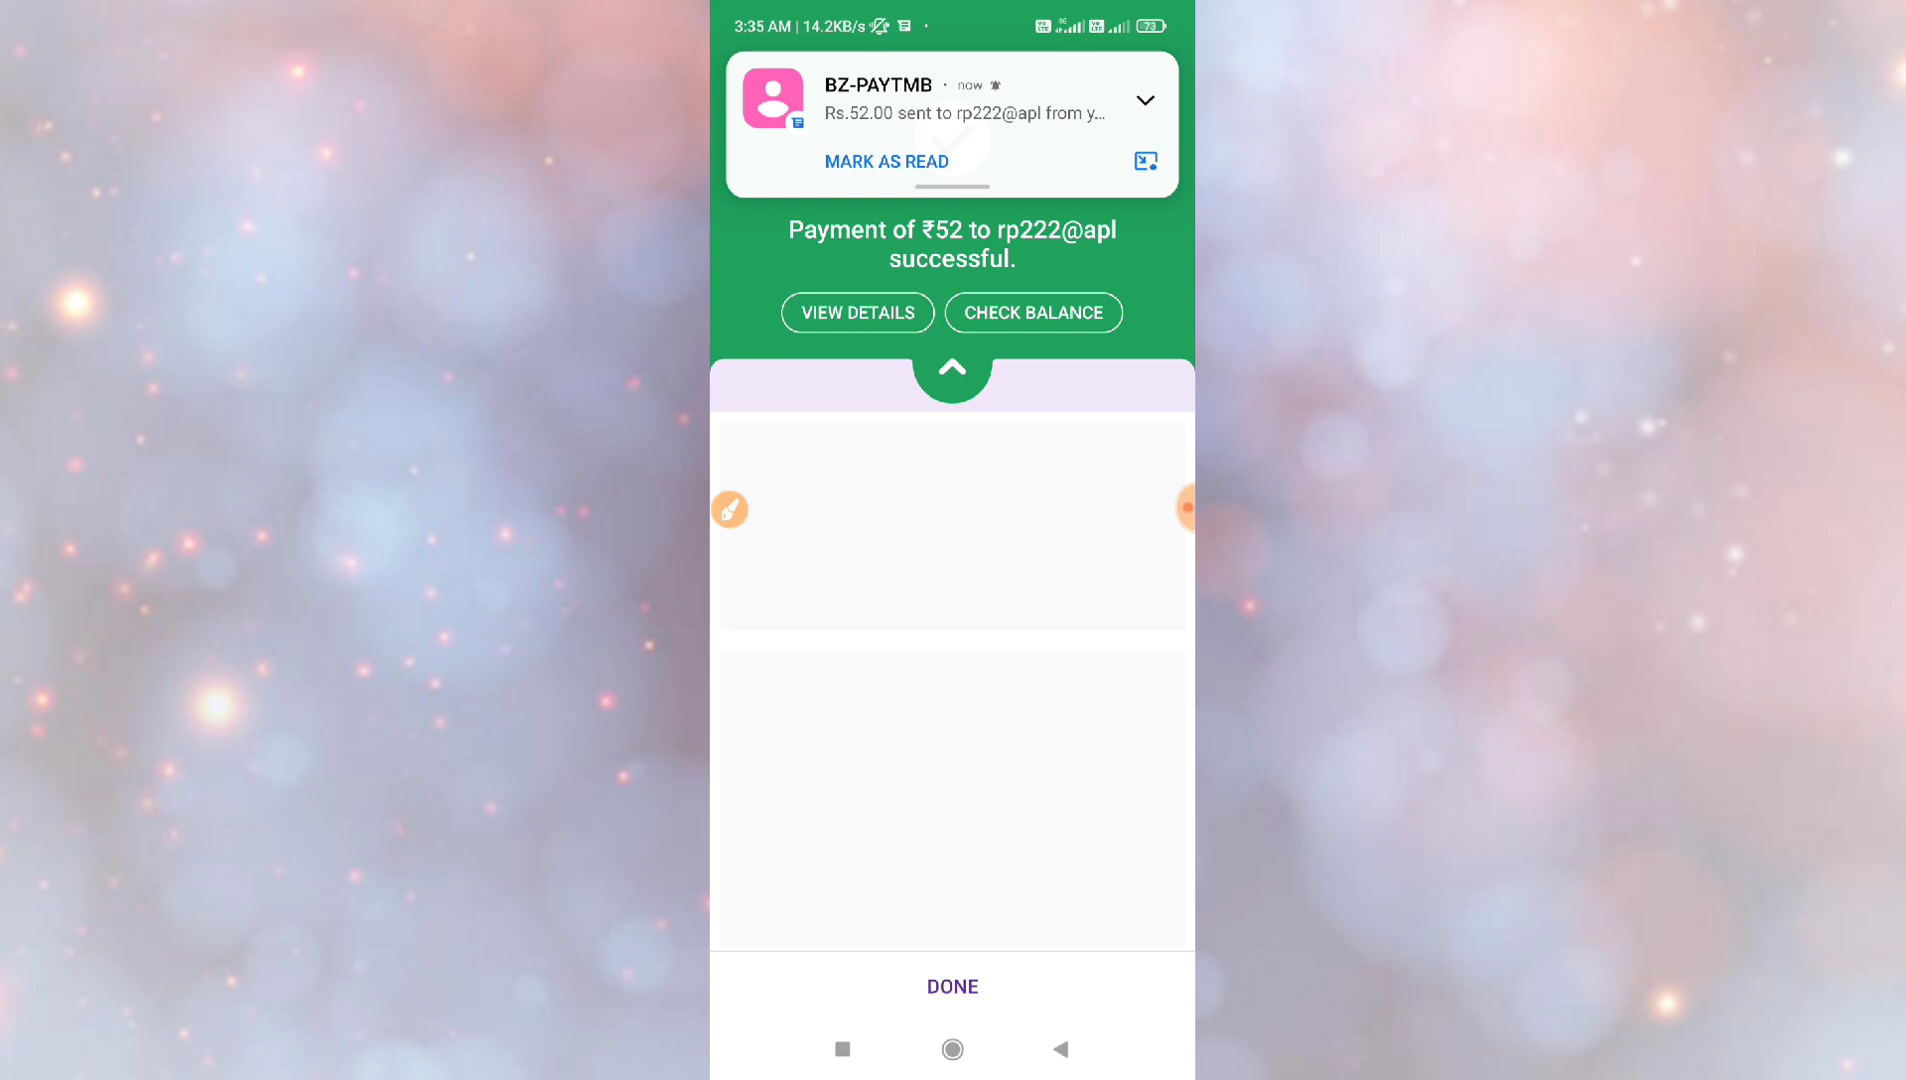 3:35 AM | 14.2KB/s
4G
73
BZ-PAYTMB · now
Rs.52.00 sent to rp222@apl from y...
MARK AS READ
Payment of ₹52 to rp222@apl
successful.
VIEW DETAILS
CHECK BALANCE
DONE